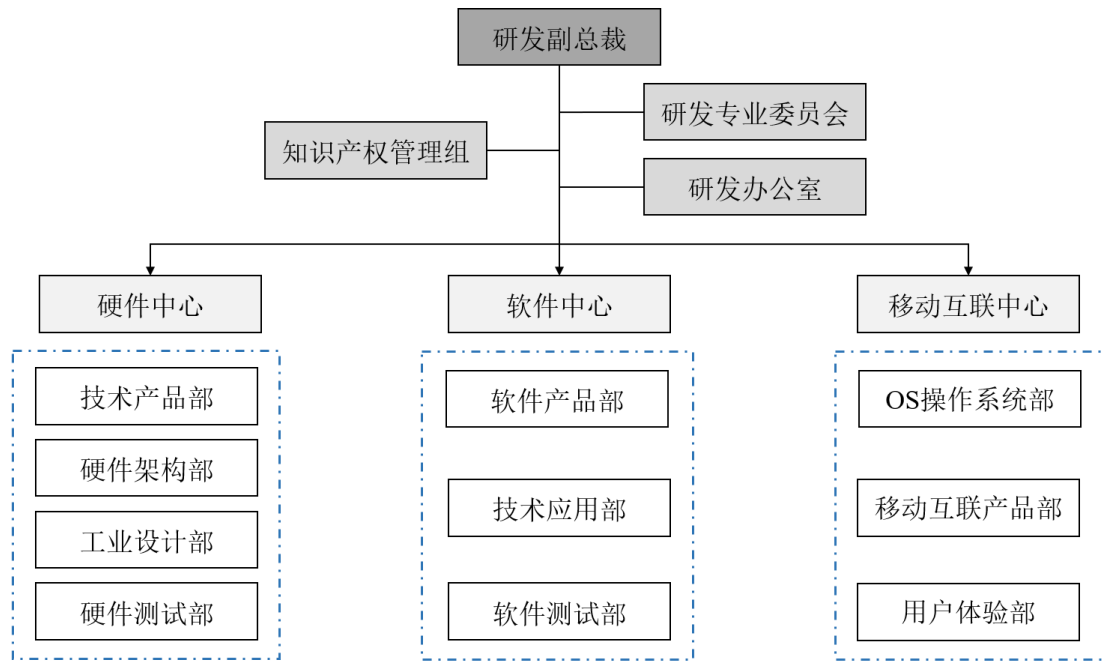 研发副总裁
研发专业委员会
知识产权管理组
研发办公室
硬件中心
软件中心
移动互联中心
技术产品部
硬件架构部
工业设计部
硬件测试部
软件产品部
技术应用部
软件测试部
OS操作系统部
移动互联产品部
用户体验部